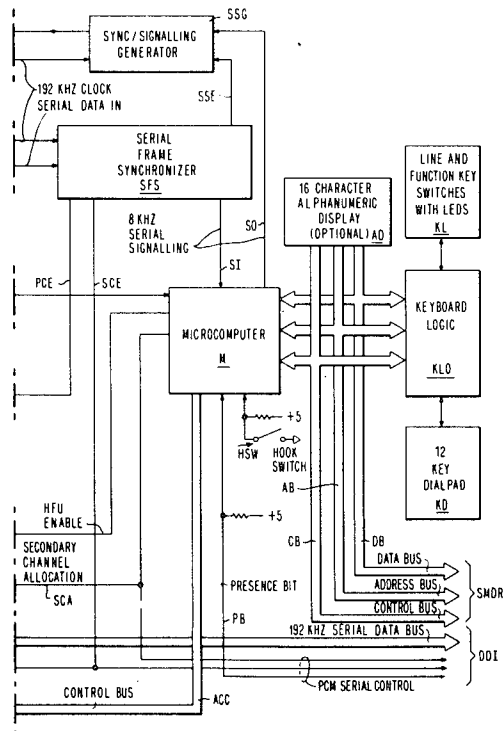 SSG
SYNC/SIGNALLING
GENERATOR
192 KHZ CLOCK
SERIAL DATA IN
SSE
SERIAL
FRAME
SYNCHRONIZER
SFS
8 KHZ
SERIAL
SIGNALLING
SO
SI
PCE
SCE
16 CHARACTER
ALPHANUMERIC
DISPLAY
(OPTIONAL) AD
LINE AND
FUNCTION KEY
SWITCHES
WITH LEDS
KL
MICROCOMPUTER
M
KEYBOARD
LOGIC
KLO
+5
HSW
HOOK
SWITCH
12
KEY
DIALPAD
KD
AB
CB
DB
+5
HFU
ENABLE
SECONDARY
CHANNEL
ALLOCATION
SCA
PRESENCE BIT
PB
DATA BUS
ADDRESS BUS
CONTROL BUS
SMDR
192 KHZ SERIAL DATA BUS
DDI
PCM SERIAL CONTROL
CONTROL BUS
ACC